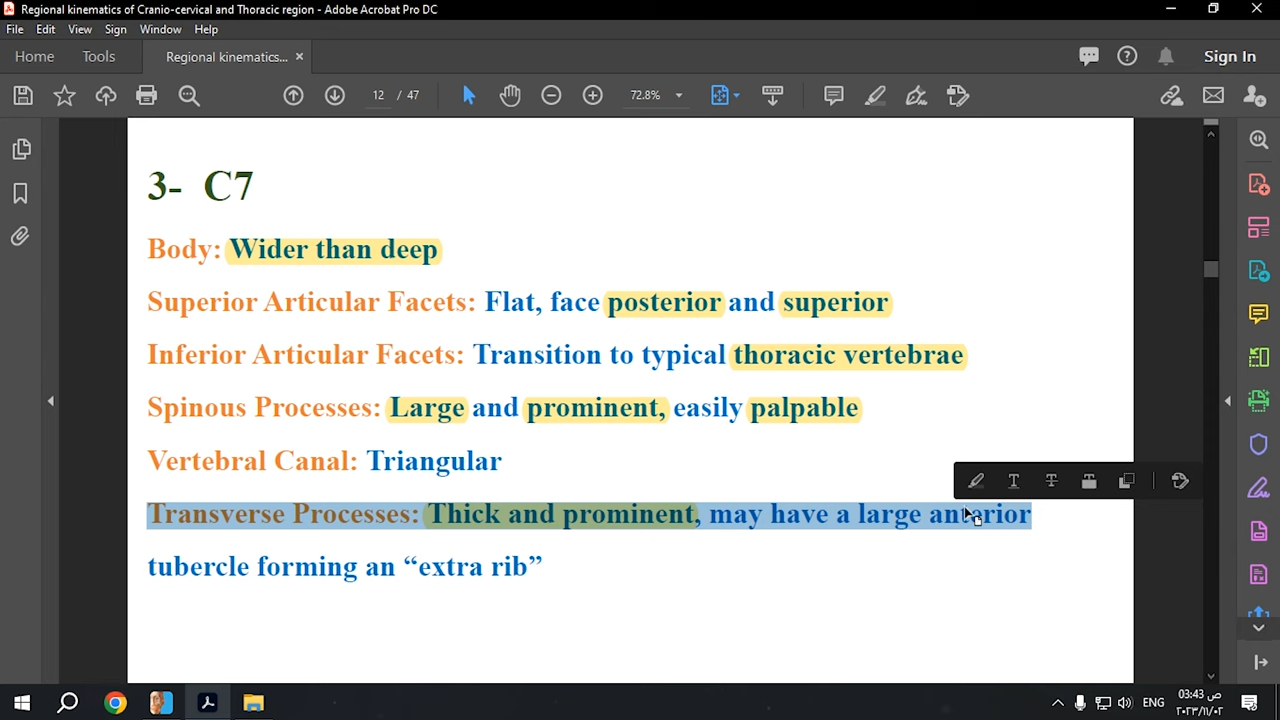 Regional kinematics of Cranio-cervical and Thoracic region - Adobe Acrobat Pro DC
File Edit View Sign Window Help
Home Tools Regional kinematics... × Sign In
12 / 47 72.8%
3- C7
Body: Wider than deep
Superior Articular Facets: Flat, face posterior and superior
Inferior Articular Facets: Transition to typical thoracic vertebrae
Spinous Processes: Large and prominent, easily palpable
Vertebral Canal: Triangular
Transverse Processes: Thick and prominent, may have a large anterior
tubercle forming an “extra rib”
ENG
03:43 ص
٢٠٢٣/١١/٠٢